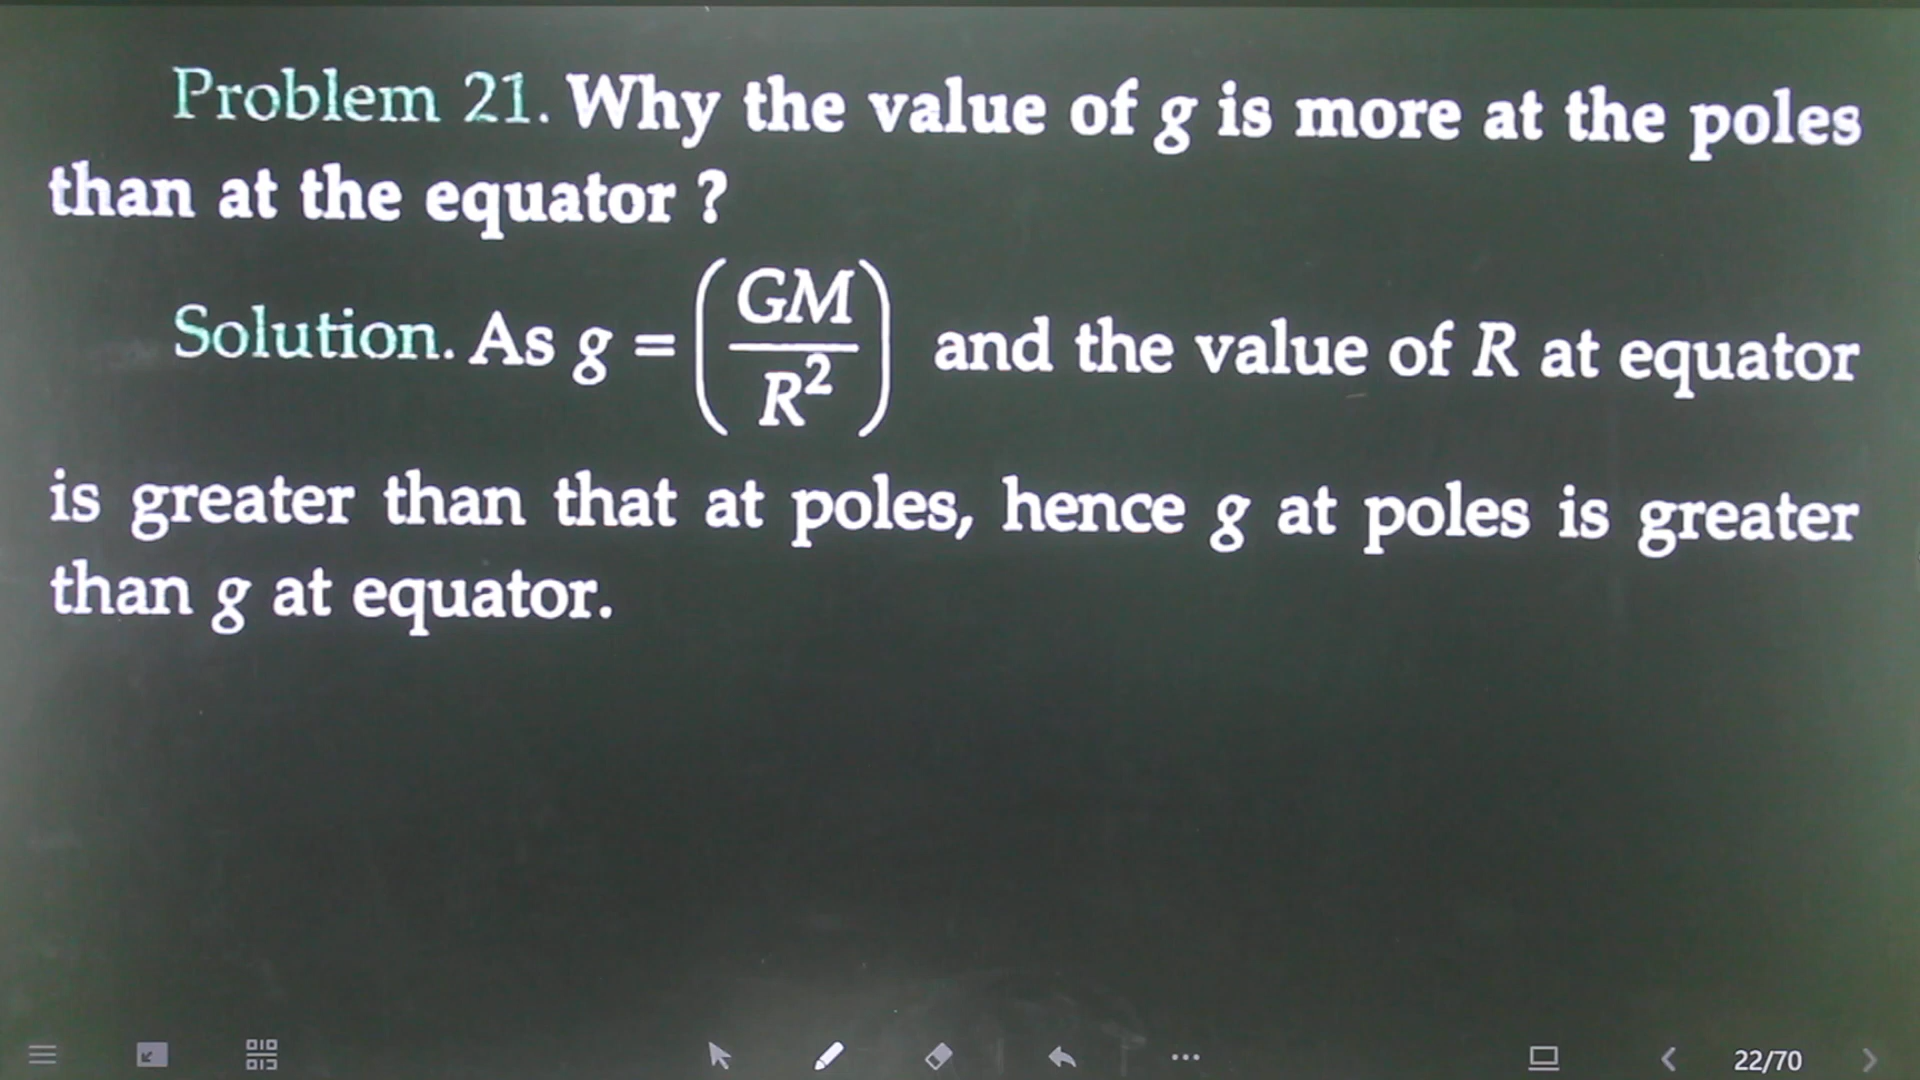 Problem 21. Why the value of g is more at the poles
than at the equator ?
Solution. As g = (GM/R²) and the value of R at equator
is greater than that at poles, hence g at poles is greater
than g at equator.
22/70